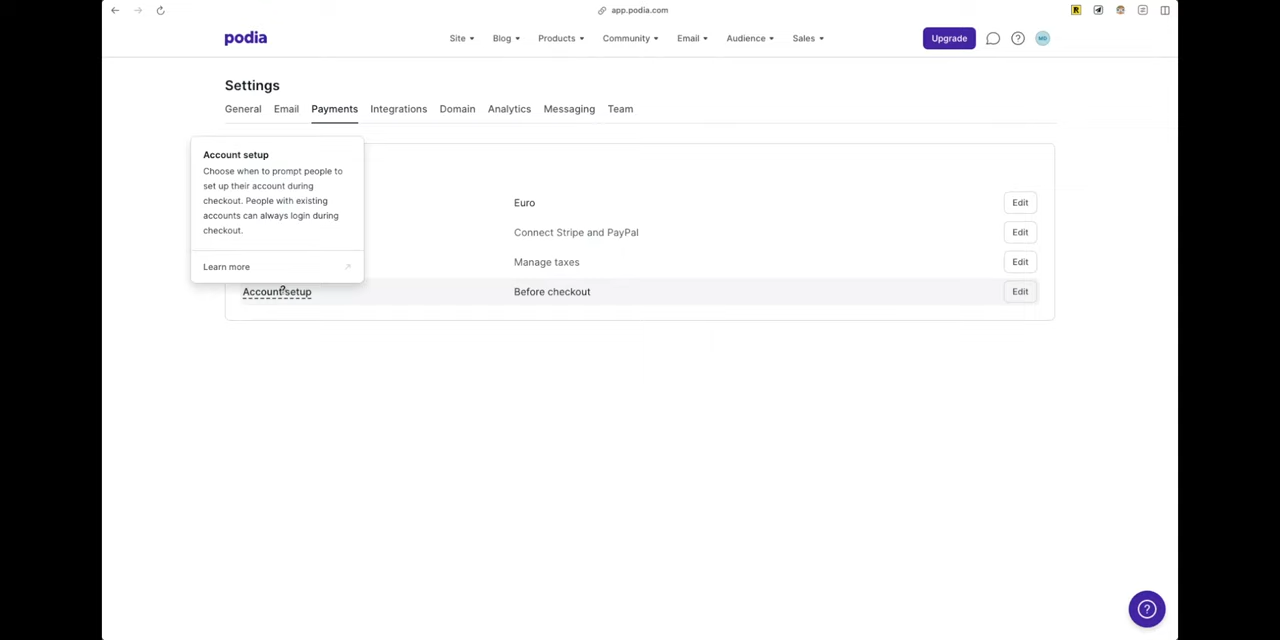 app.podia.com
R
podia
Site Blog Products Community Email Audience Sales
Upgrade
?
MD
Settings
General Email Payments Integrations Domain Analytics Messaging Team
Account setup
Choose when to prompt people to
set up their account during
checkout. People with existing
accounts can always login during
checkout.
Learn more
Euro Edit
Connect Stripe and PayPal Edit
Manage taxes Edit
Account setup Before checkout Edit
?